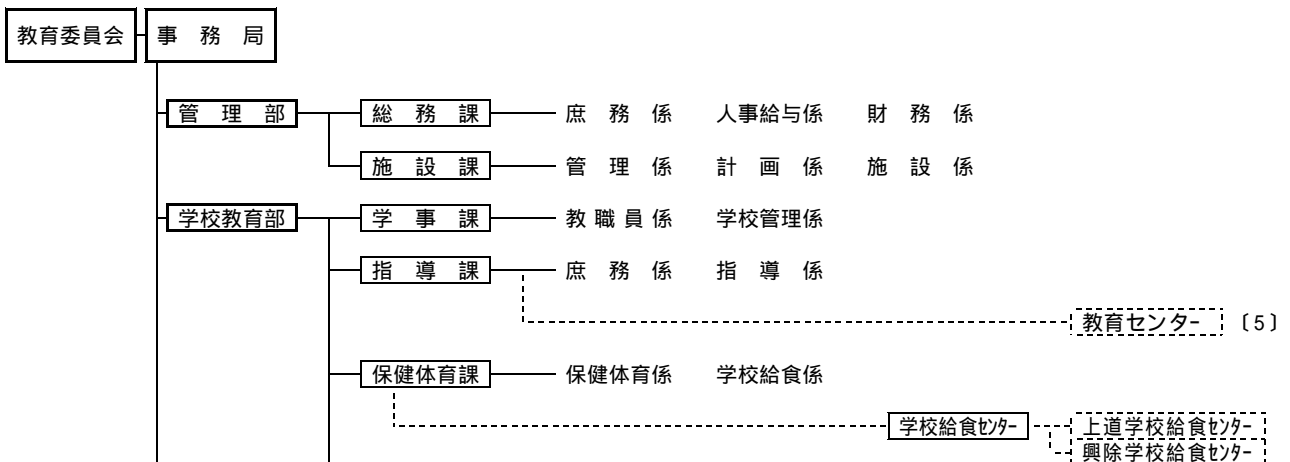 教育委員会 事務局
管理部 総務課 庶務係 人事給与係 財務係
施設課 管理係 計画係 施設係
学校教育部 学事課 教職員係 学校管理係
指導課 庶務係 指導係
教育センター 〔5〕
保健体育課 保健体育係 学校給食係
学校給食ｾﾝﾀｰ 上道学校給食ｾﾝﾀｰ
興除学校給食ｾﾝﾀｰ